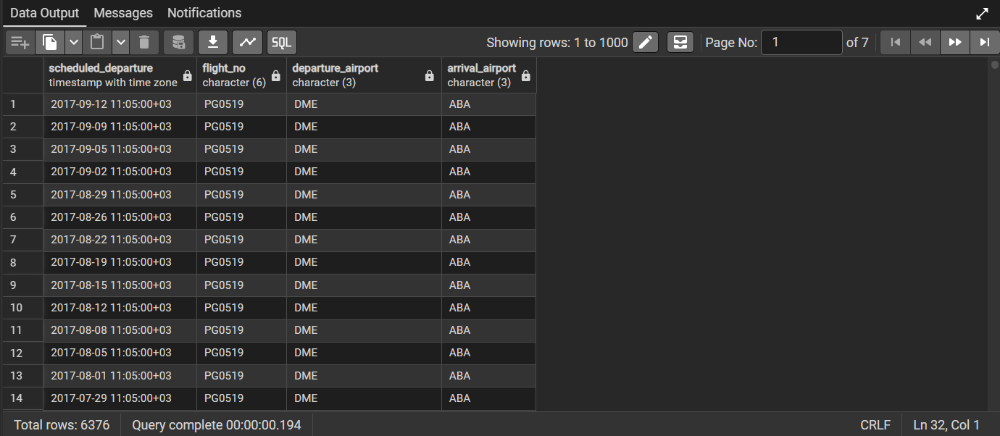 Data Output Messages Notifications
SQL Showing rows: 1 to 1000 Page No: 1 of 7
scheduled_departure flight_no departure_airport arrival_airport
timestamp with time zone character (6) character (3) character (3)
1 2017-09-12 11:05:00+03 PG0519 DME ABA
2 2017-09-09 11:05:00+03 PG0519 DME ABA
3 2017-09-05 11:05:00+03 PG0519 DME ABA
4 2017-09-02 11:05:00+03 PG0519 DME ABA
5 2017-08-29 11:05:00+03 PG0519 DME ABA
6 2017-08-26 11:05:00+03 PG0519 DME ABA
7 2017-08-22 11:05:00+03 PG0519 DME ABA
8 2017-08-19 11:05:00+03 PG0519 DME ABA
9 2017-08-15 11:05:00+03 PG0519 DME ABA
10 2017-08-12 11:05:00+03 PG0519 DME ABA
11 2017-08-08 11:05:00+03 PG0519 DME ABA
12 2017-08-05 11:05:00+03 PG0519 DME ABA
13 2017-08-01 11:05:00+03 PG0519 DME ABA
14 2017-07-29 11:05:00+03 PG0519 DME ABA
Total rows: 6376 Query complete 00:00:00.194 CRLF Ln 32, Col 1